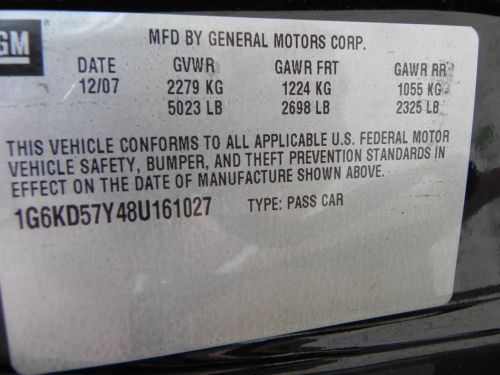 GM
MFD BY GENERAL MOTORS CORP.
DATE GVWR GAWR FRT GAWR RR
12/07 2279 KG 1224 KG 1055 KG
5023 LB 2698 LB 2325 LB
THIS VEHICLE CONFORMS TO ALL APPLICABLE U.S. FEDERAL MOTOR
VEHICLE SAFETY, BUMPER, AND THEFT PREVENTION STANDARDS IN
EFFECT ON THE DATE OF MANUFACTURE SHOWN ABOVE.
1G6KD57Y48U161027 TYPE: PASS CAR